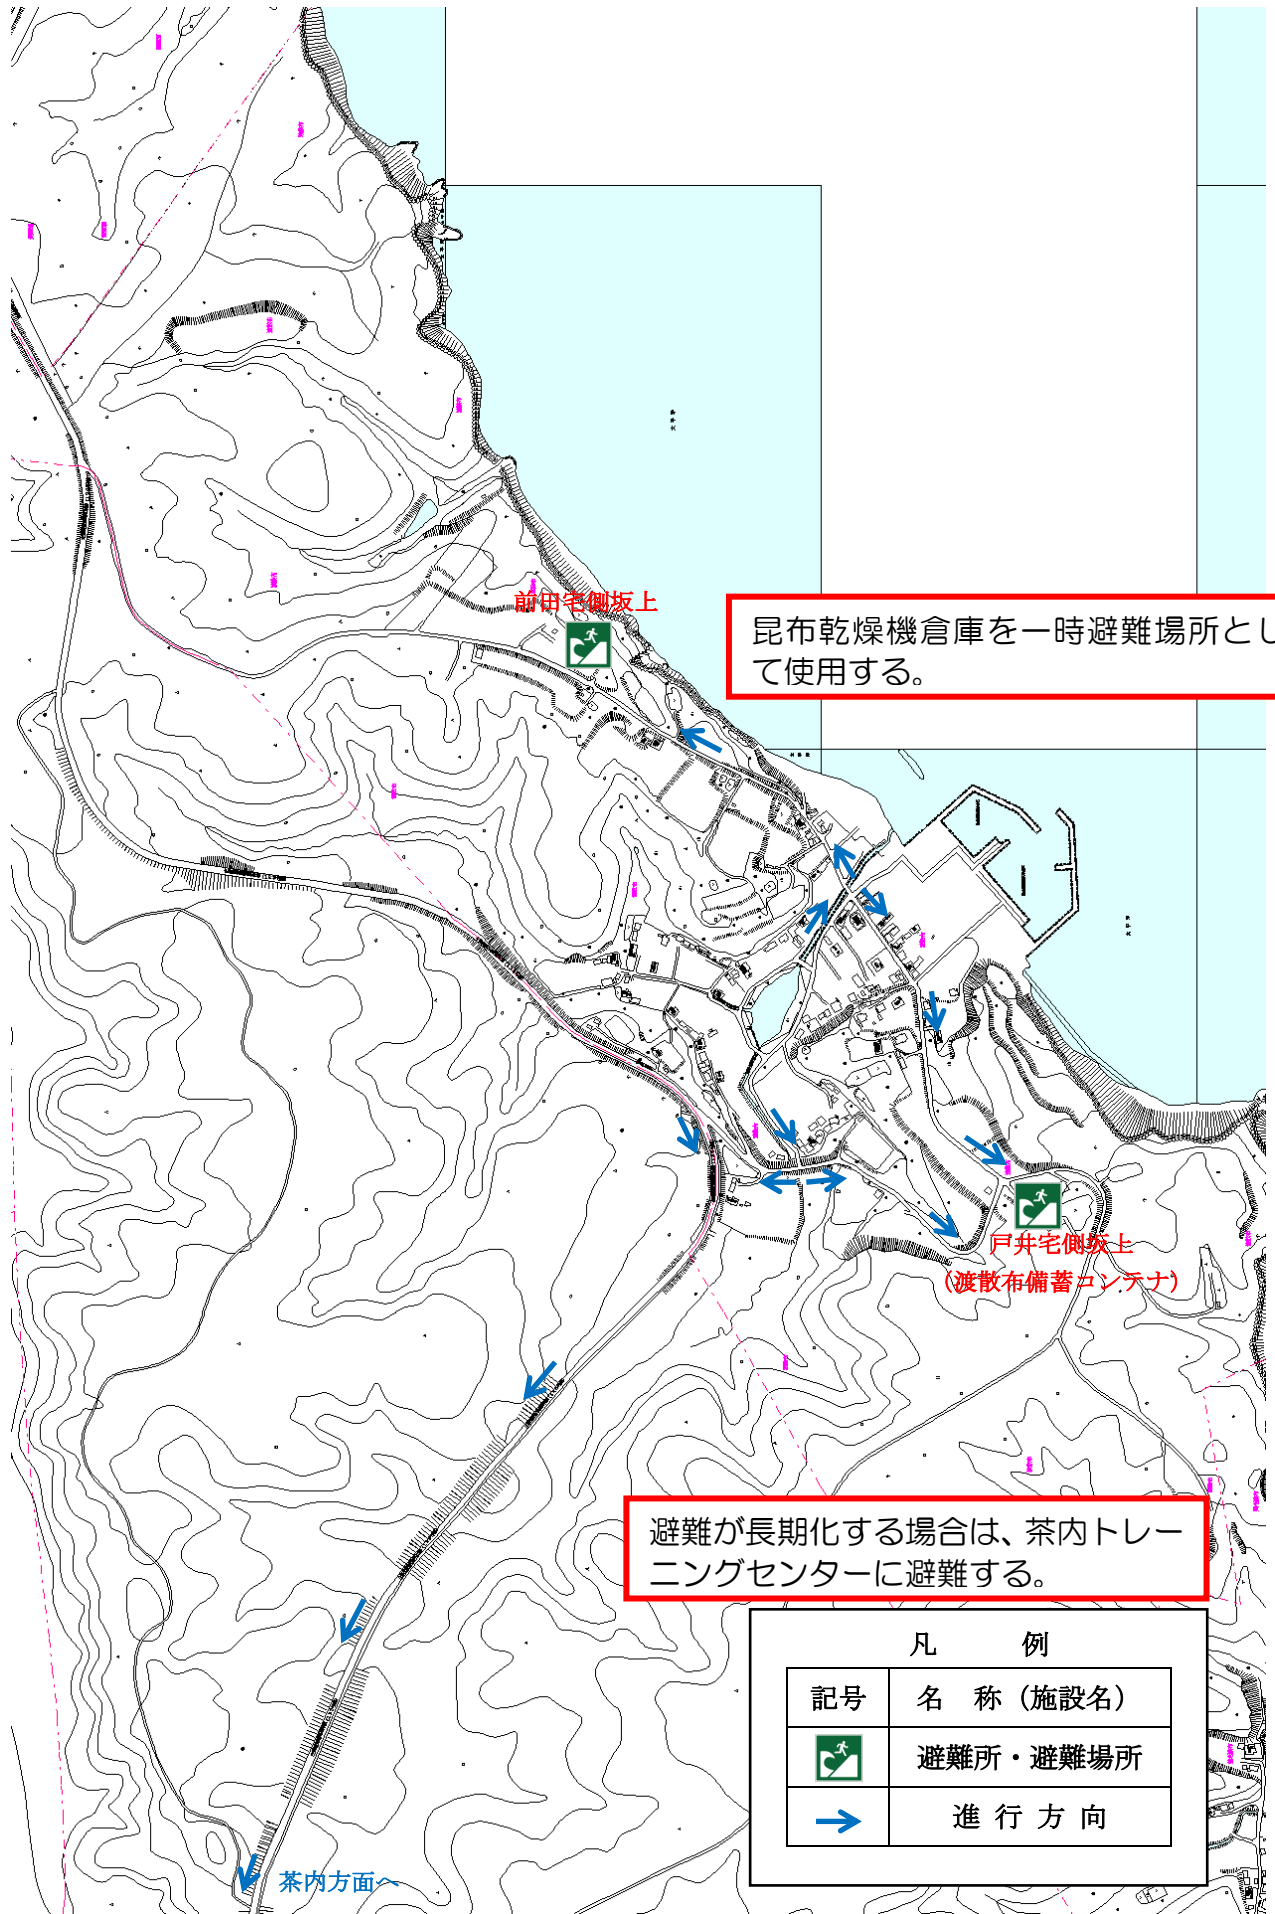 前田宅側坂上
昆布乾燥機倉庫を一時避難場所とし
て使用する。
戸井宅側坂上
(渡散布備蓄コンテナ)
避難が長期化する場合は、茶内トレー
ニングセンターに避難する。
凡 例
記号 名 称 (施設名)
避難所・避難場所
進 行 方 向
茶内方面へ